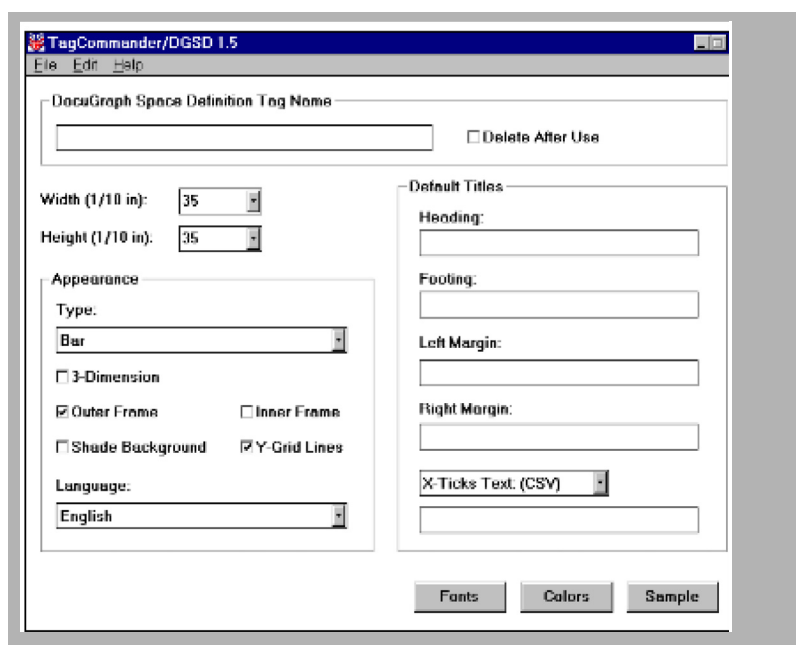 TagCommander/DGSD 1.5
File Edit Help
DocuGraph Space Definition Tag Name
Delete After Use
Width (1/10 in): 35
Height (1/10 in): 35
Appearance
Type:
Bar
3-Dimension
Outer Frame Inner Frame
Shade Background Y-Grid Lines
Language:
English
Default Titles
Heading:
Footing:
Left Margin:
Right Margin:
X-Ticks Text: (CSV)
Fonts Colors Sample